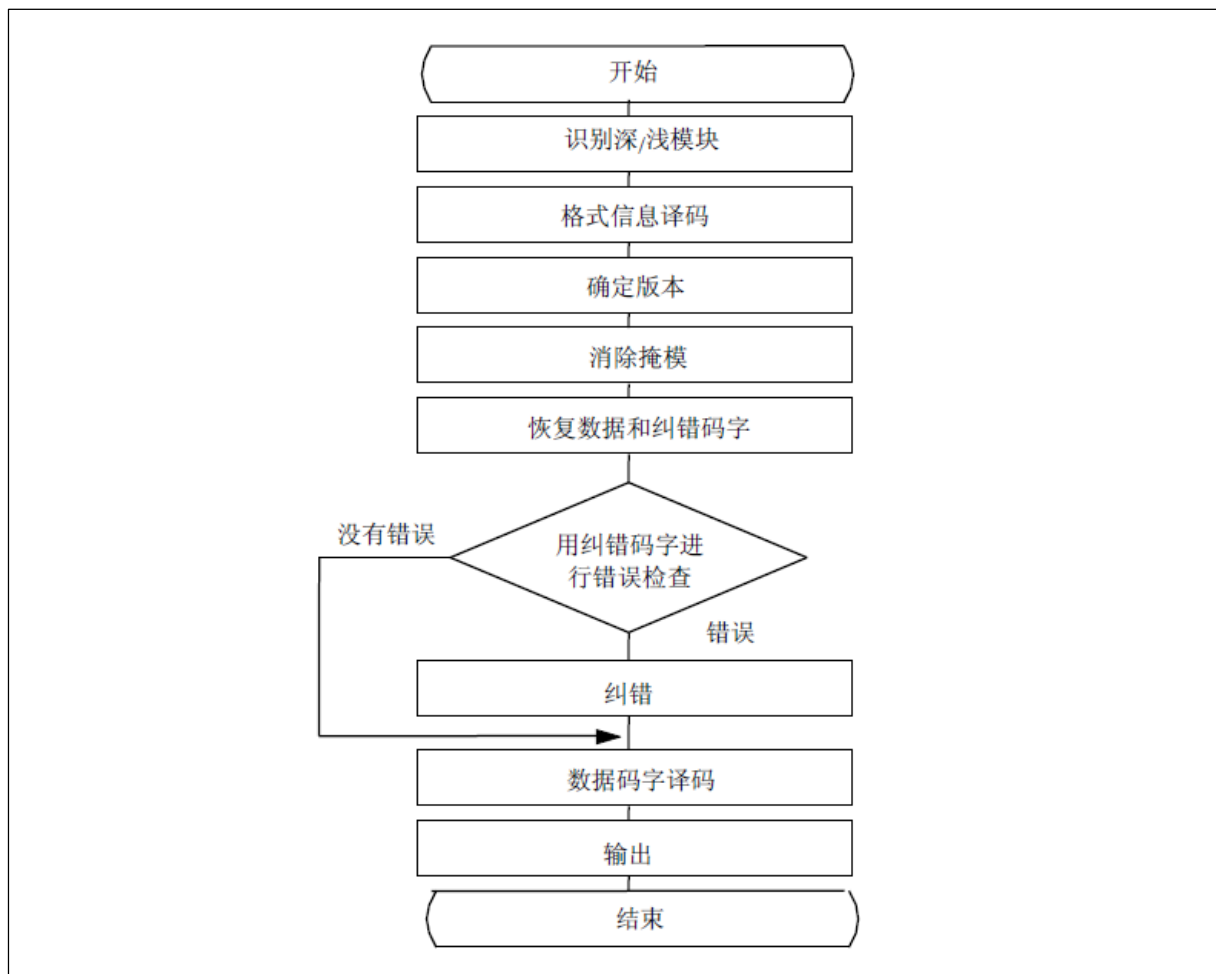 开始
识别深/浅模块
格式信息译码
确定版本
消除掩模
恢复数据和纠错码字
没有错误
用纠错码字进
行错误检查
错误
纠错
数据码字译码
输出
结束